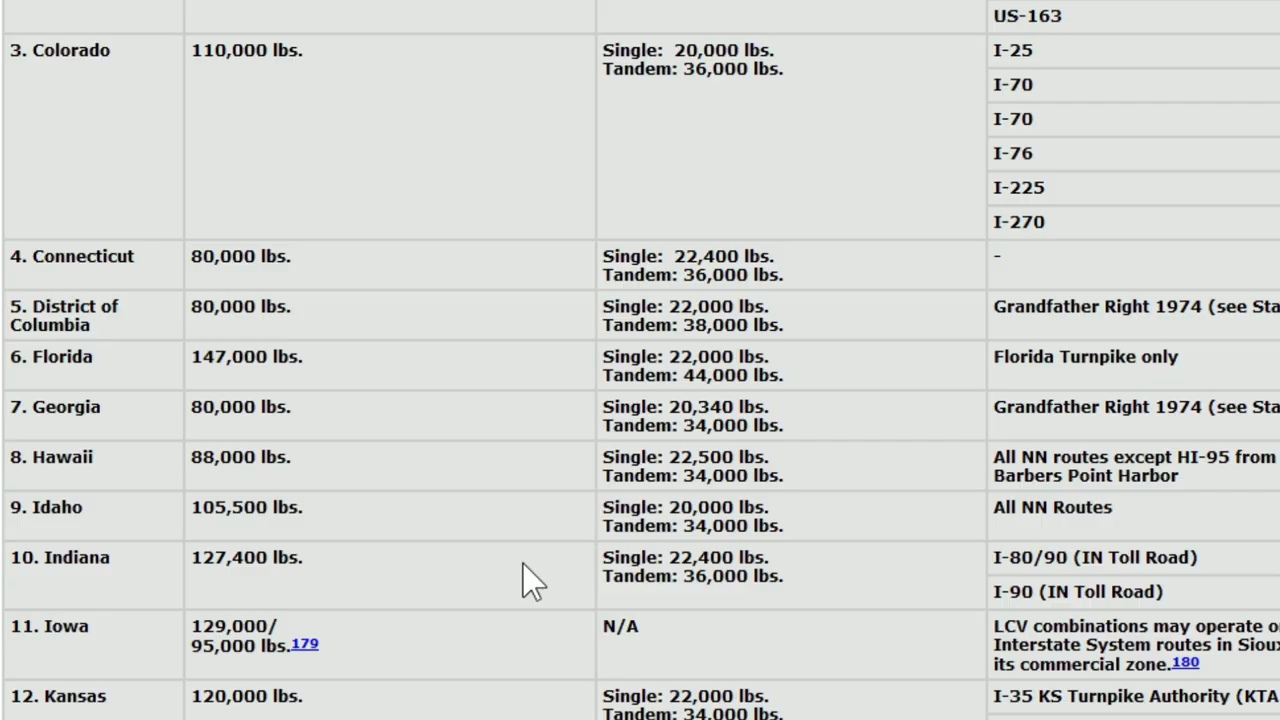 US-163
3. Colorado
110,000 lbs.
Single:  20,000 lbs.
Tandem: 36,000 lbs.
I-25
I-70
I-70
I-76
I-225
I-270
4. Connecticut
80,000 lbs.
Single:  22,400 lbs.
Tandem: 36,000 lbs.
-
5. District of
Columbia
80,000 lbs.
Single: 22,000 lbs.
Tandem: 38,000 lbs.
Grandfather Right 1974 (see Sta
6. Florida
147,000 lbs.
Single: 22,000 lbs.
Tandem: 44,000 lbs.
Florida Turnpike only
7. Georgia
80,000 lbs.
Single: 20,340 lbs.
Tandem: 34,000 lbs.
Grandfather Right 1974 (see Sta
8. Hawaii
88,000 lbs.
Single: 22,500 lbs.
Tandem: 34,000 lbs.
All NN routes except HI-95 from
Barbers Point Harbor
9. Idaho
105,500 lbs.
Single: 20,000 lbs.
Tandem: 34,000 lbs.
All NN Routes
10. Indiana
127,400 lbs.
Single: 22,400 lbs.
Tandem: 36,000 lbs.
I-80/90 (IN Toll Road)
I-90 (IN Toll Road)
11. Iowa
129,000/
95,000 lbs.179
N/A
LCV combinations may operate o
Interstate System routes in Sioux
its commercial zone.180
12. Kansas
120,000 lbs.
Single: 22,000 lbs.
Tandem: 34,000 lbs.
I-35 KS Turnpike Authority (KTA